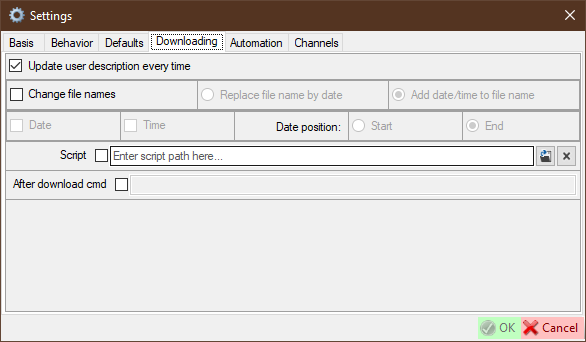 Settings
Basis Behavior Defaults Downloading Automation Channels
Update user description every time
Change file names Replace file name by date Add date/time to file name
Date Time Date position: Start End
Script Enter script path here...
After download cmd
OK Cancel